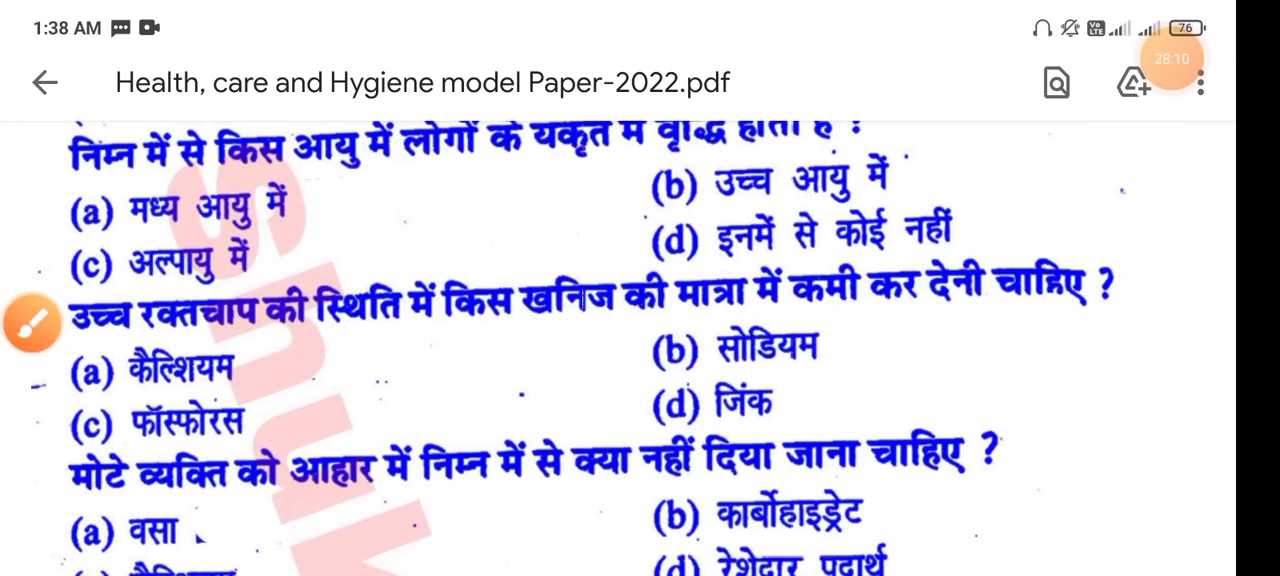 1:38 AM
76
28:10
Health, care and Hygiene model Paper-2022.pdf
निम्न में से किस आयु में लोगों के यकृत में वृद्धि होती है ?
(a) मध्य आयु में (b) उच्च आयु में
(c) अल्पायु में (d) इनमें से कोई नहीं
उच्च रक्तचाप की स्थिति में किस खनिज की मात्रा में कमी कर देनी चाहिए ?
(a) कैल्शियम (b) सोडियम
(c) फॉस्फोरस (d) जिंक
मोटे व्यक्ति को आहार में निम्न में से क्या नहीं दिया जाना चाहिए ?
(a) वसा (b) कार्बोहाइड्रेट
(d) रेशेदार पदार्थ